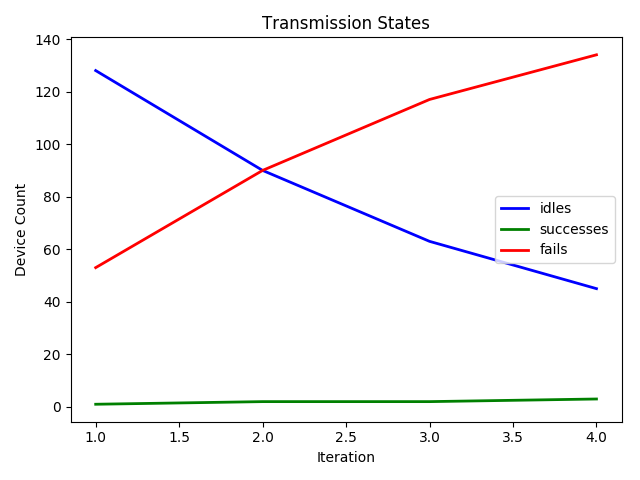 Transmission States
Device Count
140
120
100
80
60
40
20
0
idles
successes
fails
1.0 1.5 2.0 2.5 3.0 3.5 4.0
Iteration